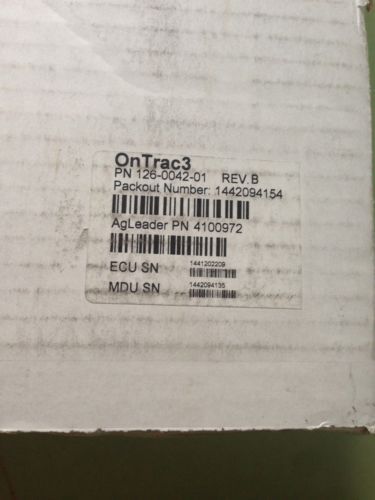 OnTrac3
PN 126-0042-01 REV.B
Packout Number: 1442094154
AgLeader PN 4100972
ECU SN 1441202209
MDU SN 1442094135